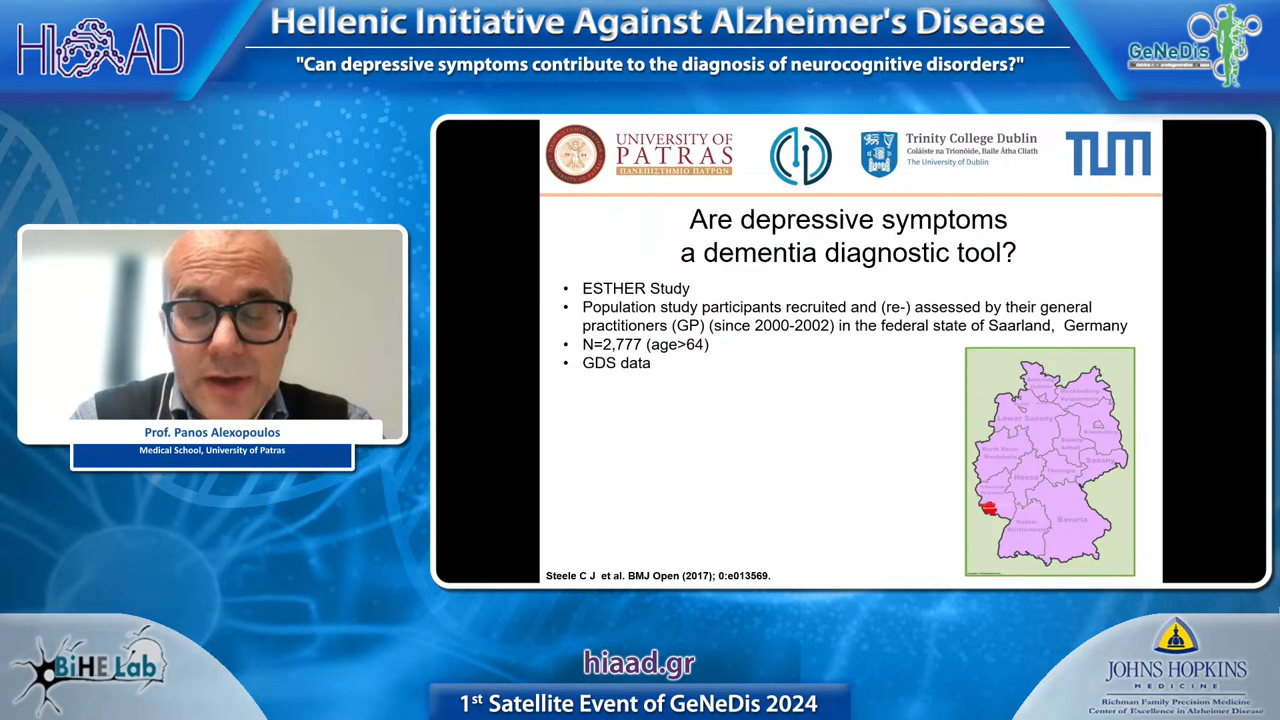 Hellenic Initiative Against Alzheimer's Disease
"Can depressive symptoms contribute to the diagnosis of neurocognitive disorders?"
HIAAD
GeNeDis
UNIVERSITY OF
PATRAS
ΠΑΝΕΠΙΣΤΗΜΙΟ ΠΑΤΡΩΝ
Trinity College Dublin
Coláiste na Tríonóide, Baile Átha Cliath
The University of Dublin
TUM
Are depressive symptoms
a dementia diagnostic tool?
• ESTHER Study
• Population study participants recruited and (re-) assessed by their general
practitioners (GP) (since 2000-2002) in the federal state of Saarland, Germany
• N=2,777 (age>64)
• GDS data
Lower Saxony
Saxony
Hesse
Thuringia
Bavaria
Steele C J et al. BMJ Open (2017); 0:e013569.
Prof. Panos Alexopoulos
Medical School, University of Patras
BiHE Lab
hiaad.gr
1st Satellite Event of GeNeDis 2024
JOHNS HOPKINS
MEDICINE
Richman Family Precision Medicine
Center of Excellence in Alzheimer Disease